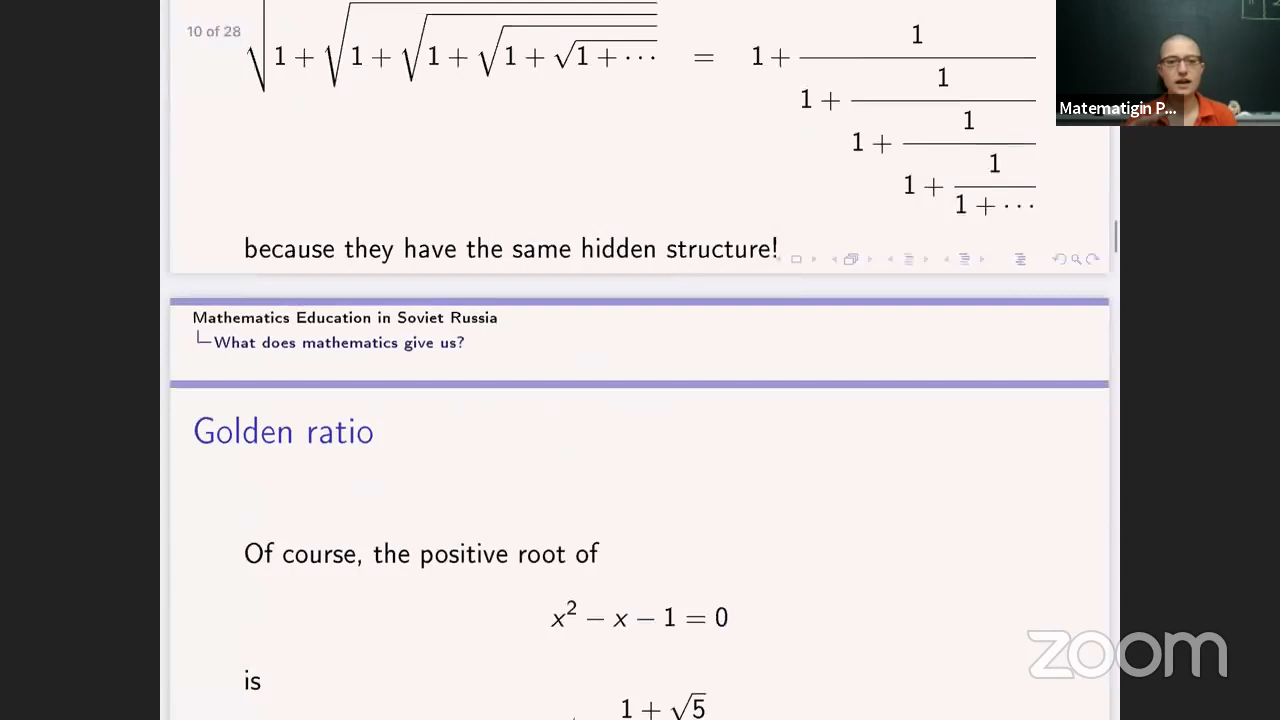 10 of 28
√(1 + √(1 + √(1 + √(1 + √(1 + ⋯))))) = 1 + 1/(1 + 1/(1 + 1/(1 + 1/(1 + ⋯))))
Matematigin P...
because they have the same hidden structure!
Mathematics Education in Soviet Russia
What does mathematics give us?
Golden ratio
Of course, the positive root of
x² − x − 1 = 0
zoom
is
1 + √5